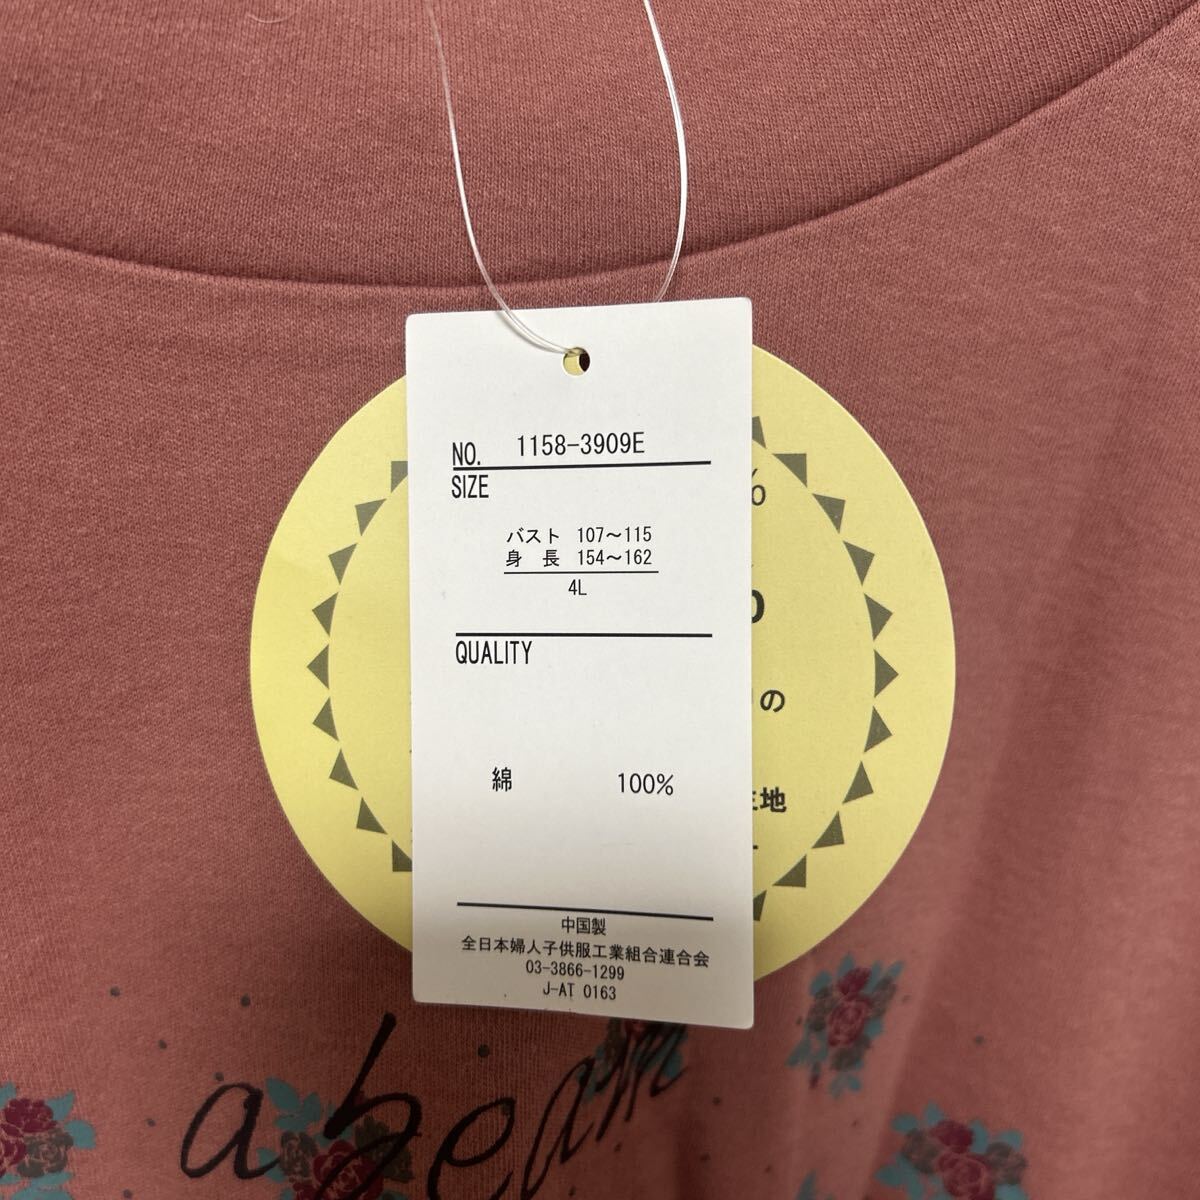 NO. 1158-3909E
SIZE
バスト 107～115
身 長 154～162
4L
QUALITY
綿 100%
中国製
全日本婦人子供服工業組合連合会
03-3866-1299
J-AT 0163
%
の
地